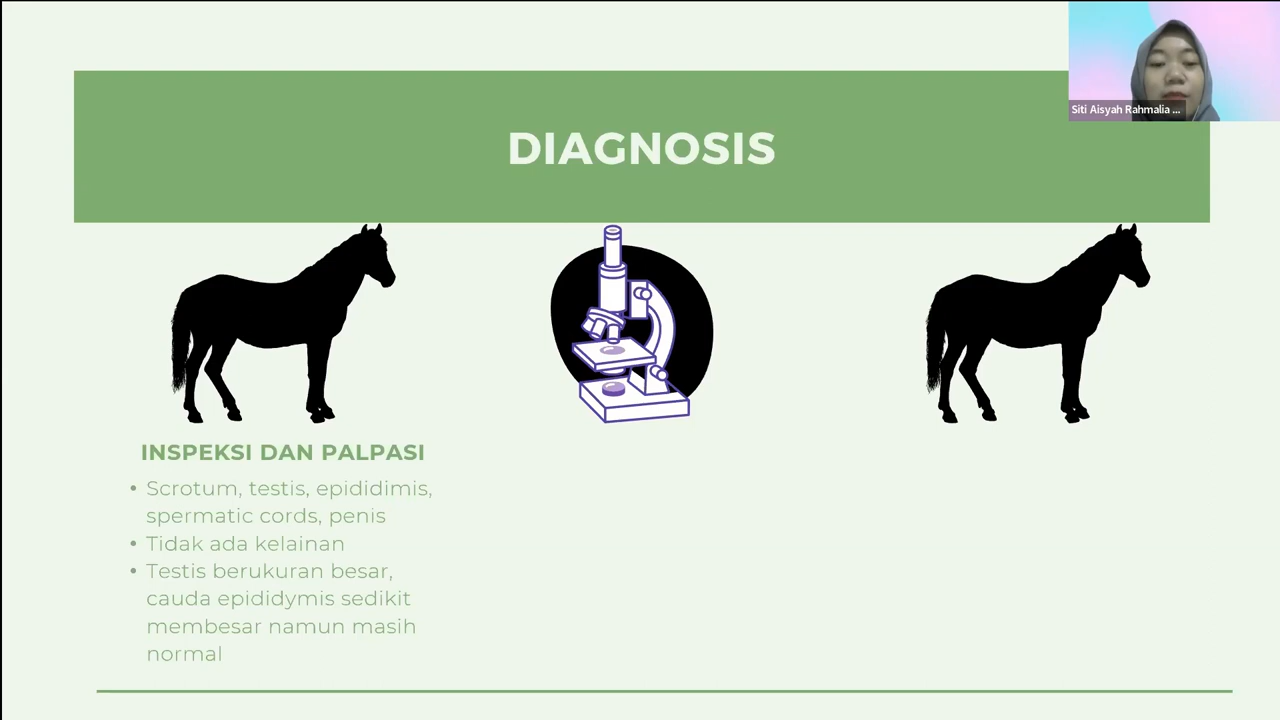 Siti Aisyah Rahmalia ...
DIAGNOSIS
INSPEKSI DAN PALPASI
• Scrotum, testis, epididimis,
spermatic cords, penis
• Tidak ada kelainan
• Testis berukuran besar,
cauda epididymis sedikit
membesar namun masih
normal